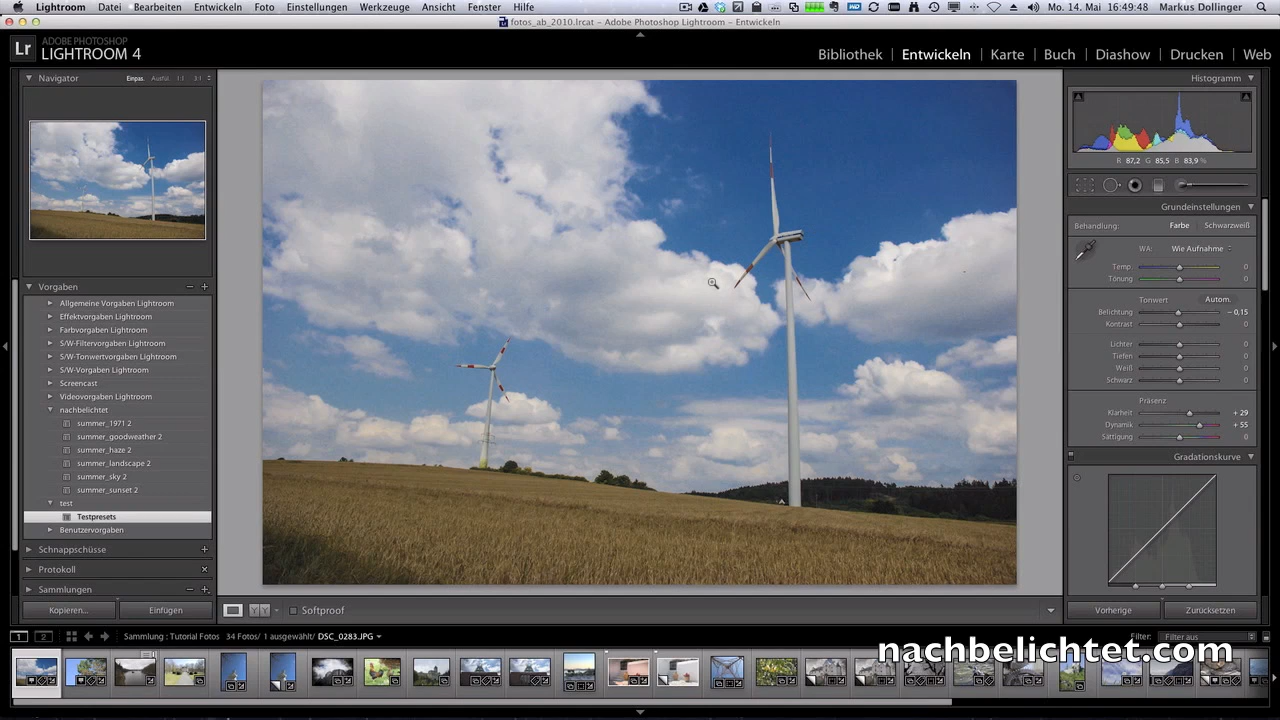 Lightroom Datei Bearbeiten Entwickeln Foto Einstellungen Werkzeuge Ansicht Fenster Hilfe Mo. 14. Mai 16:49:48 Markus Dollinger
fotos_ab_2010.lrcat – Adobe Photoshop Lightroom – Entwickeln
Lr ADOBE PHOTOSHOP
LIGHTROOM 4
Bibliothek Entwickeln Karte Buch Diashow Drucken Web
Navigator Einpas. Ausfül. 1:1 3:1
Histogramm
R 87,2 G 85,5 B 83,9 %
Grundeinstellungen
Behandlung: Farbe Schwarzweiß
WA: Wie Aufnahme
Temp. 0
Tönung 0
Tonwert Autom.
Belichtung – 0,15
Kontrast 0
Lichter 0
Tiefen 0
Weiß 0
Schwarz 0
Präsenz
Klarheit + 29
Dynamik + 55
Sättigung 0
Gradationskurve
Vorgaben
Allgemeine Vorgaben Lightroom
Effektvorgaben Lightroom
Farbvorgaben Lightroom
S/W-Filtervorgaben Lightroom
S/W-Tonwertvorgaben Lightroom
S/W-Vorgaben Lightroom
Screencast
Videovorgaben Lightroom
nachbelichtet
summer_1971 2
summer_goodweather 2
summer_haze 2
summer_landscape 2
summer_sky 2
summer_sunset 2
test
Testpresets
Benutzervorgaben
Schnappschüsse
Protokoll
Sammlungen
Kopieren... Einfügen
YY Softproof
Vorherige Zurücksetzen
1 2 Sammlung : Tutorial Fotos 34 Fotos/ 1 ausgewählt/ DSC_0283.JPG
Filter: Filter aus
nachbelichtet.com